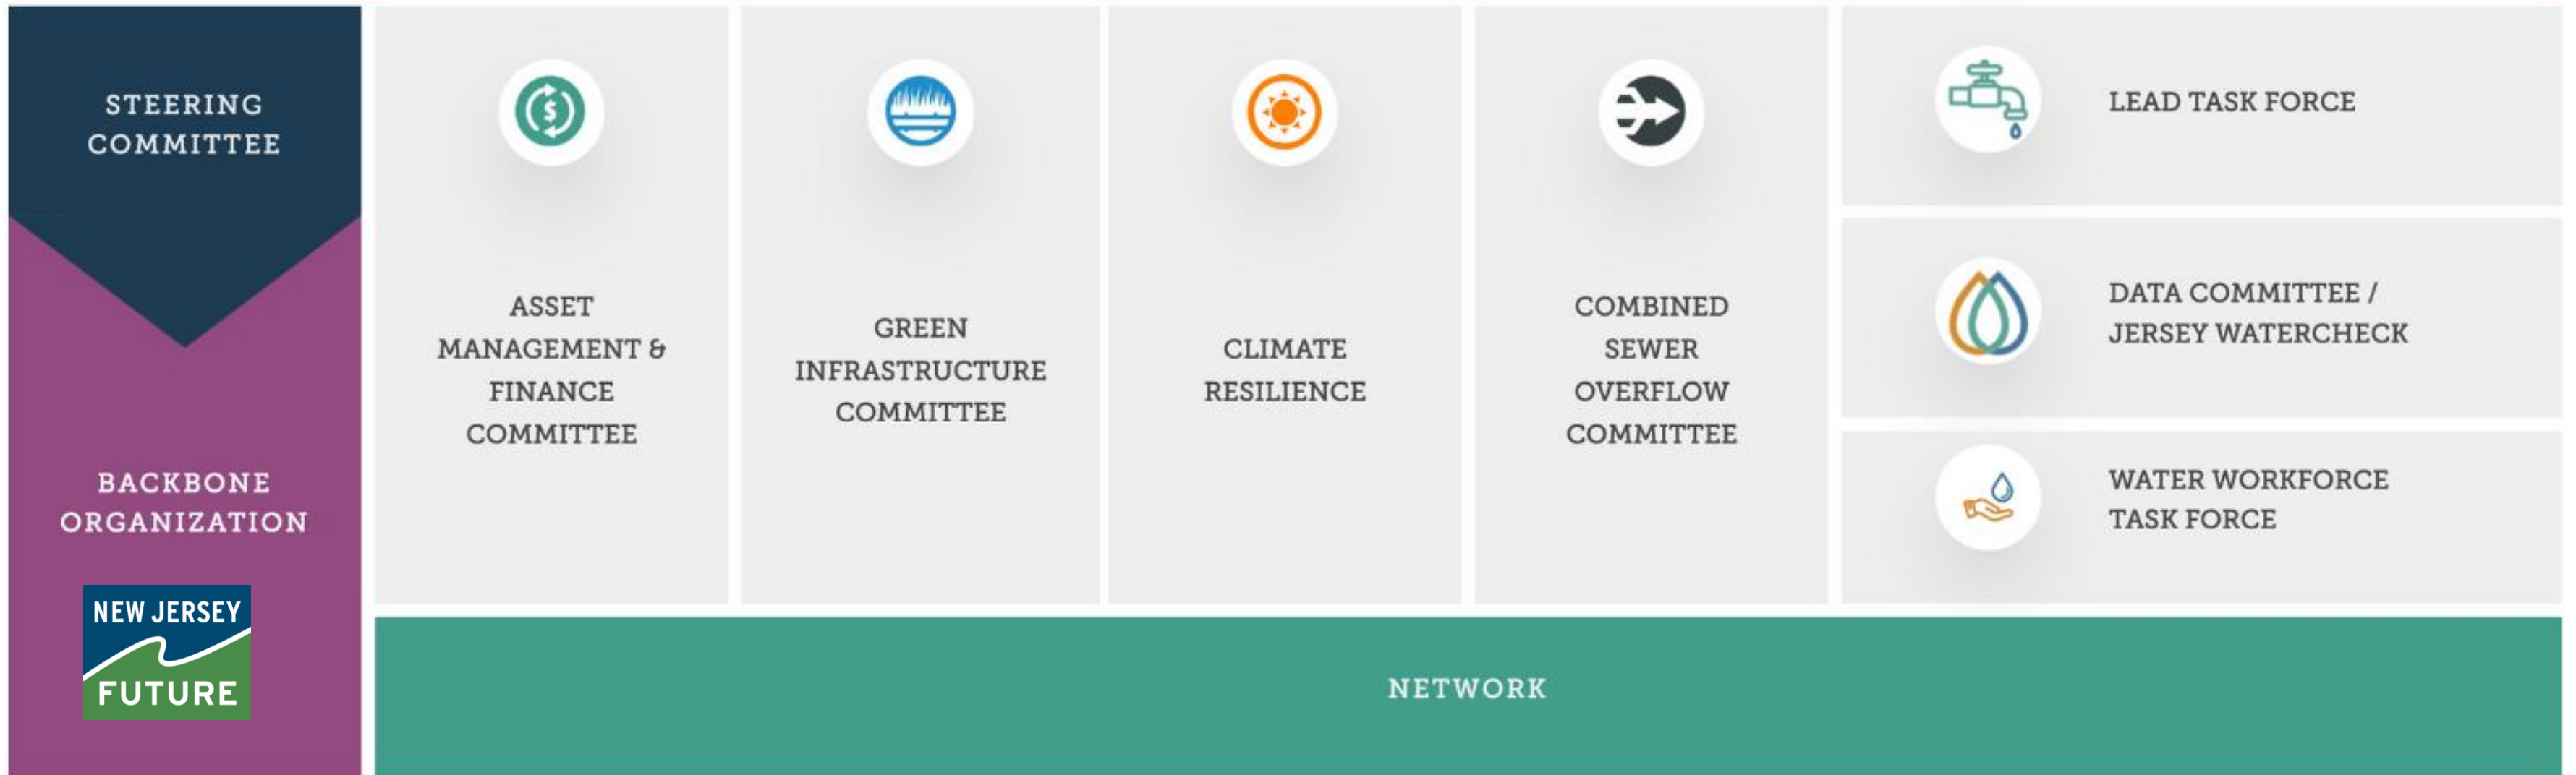 STEERING
COMMITTEE
BACKBONE
ORGANIZATION
NEW JERSEY
FUTURE
ASSET
MANAGEMENT &
FINANCE
COMMITTEE
GREEN
INFRASTRUCTURE
COMMITTEE
CLIMATE
RESILIENCE
COMBINED
SEWER
OVERFLOW
COMMITTEE
LEAD TASK FORCE
DATA COMMITTEE /
JERSEY WATERCHECK
WATER WORKFORCE
TASK FORCE
NETWORK